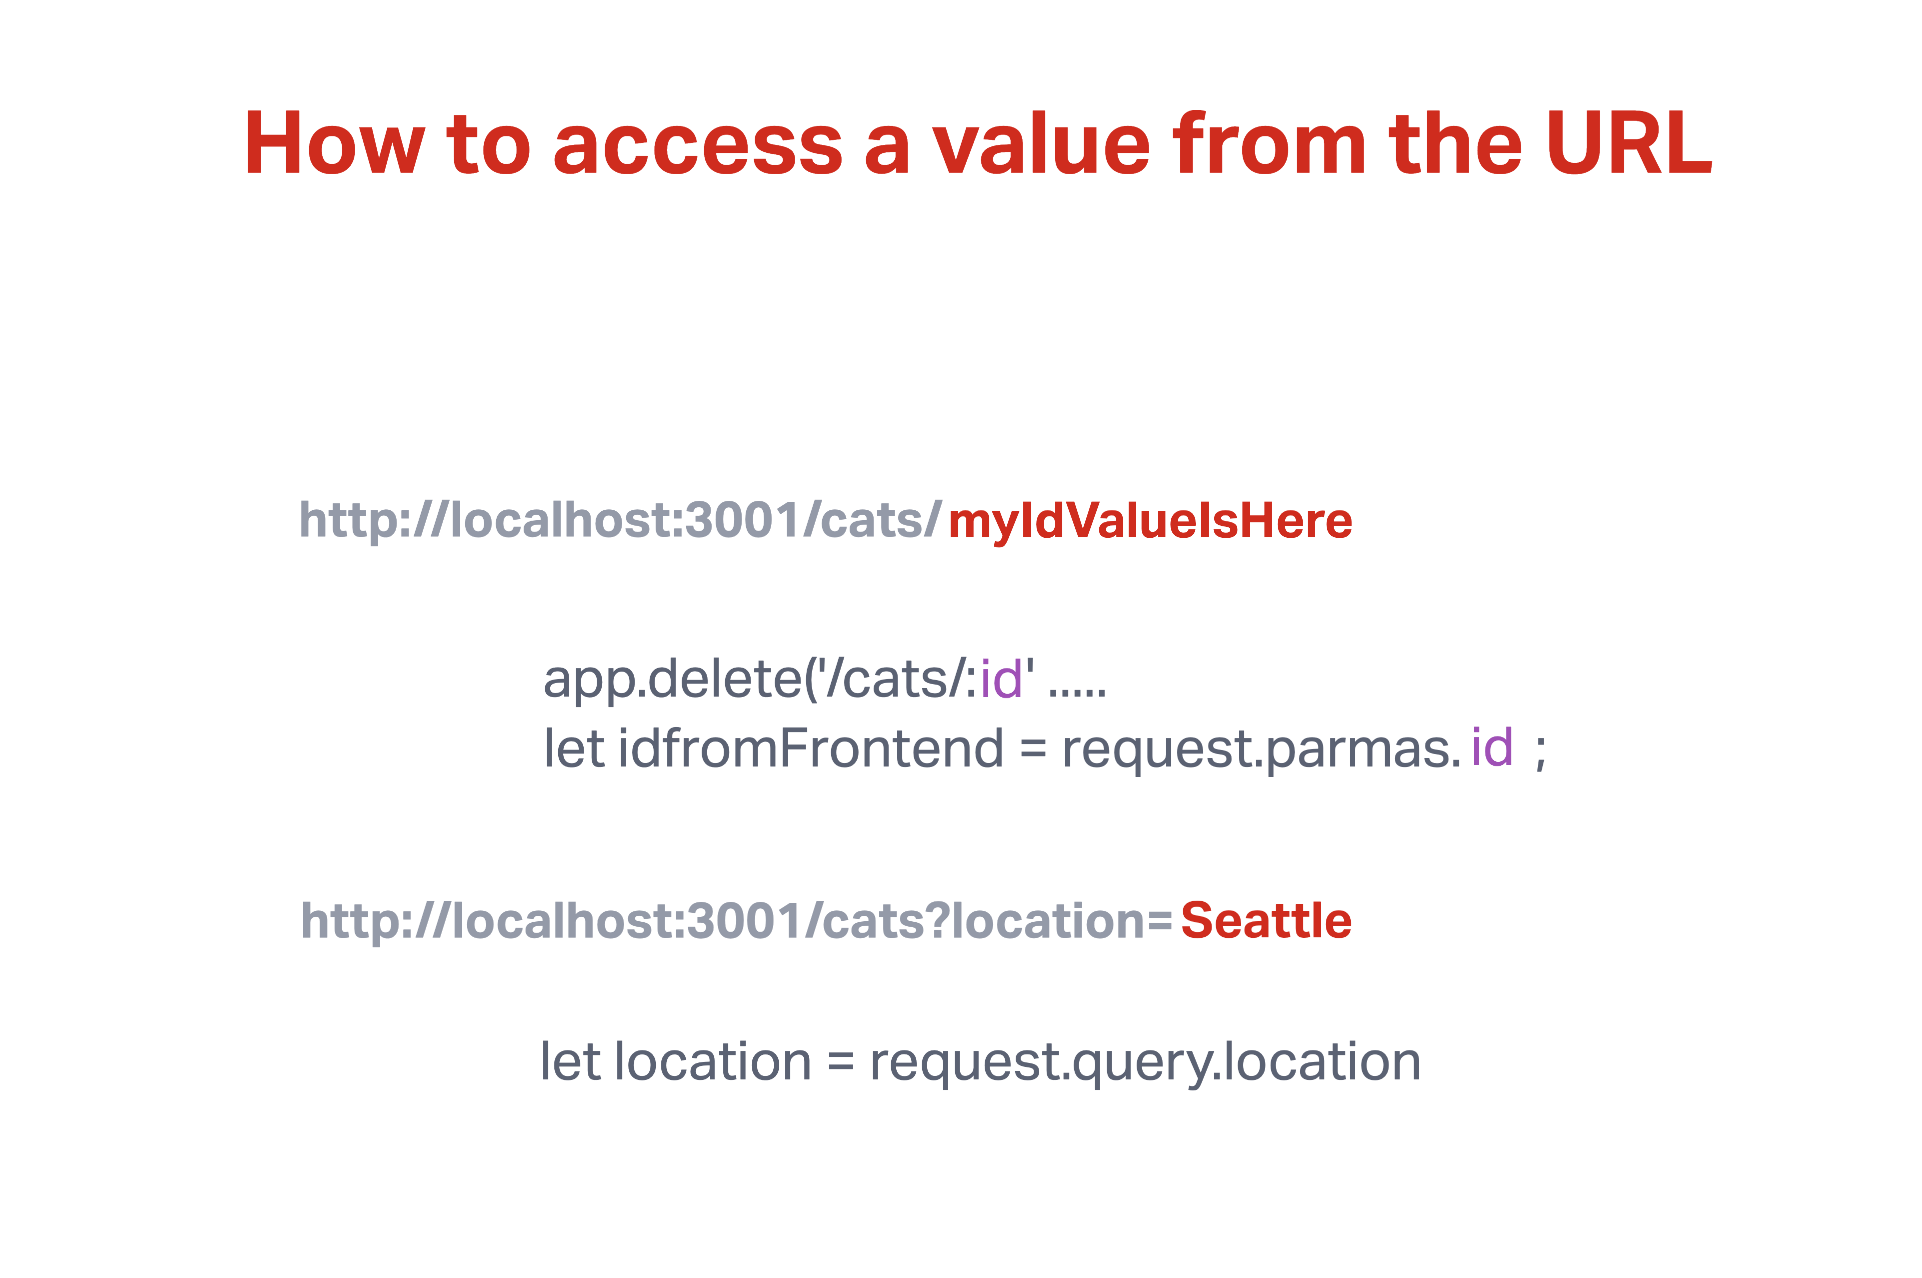 How to access a value from the URL
http://localhost:3001/cats/myIdValueIsHere
app.delete('/cats/:id' .....
let idfromFrontend = request.parmas. id ;
http://localhost:3001/cats?location=Seattle
let location = request.query.location